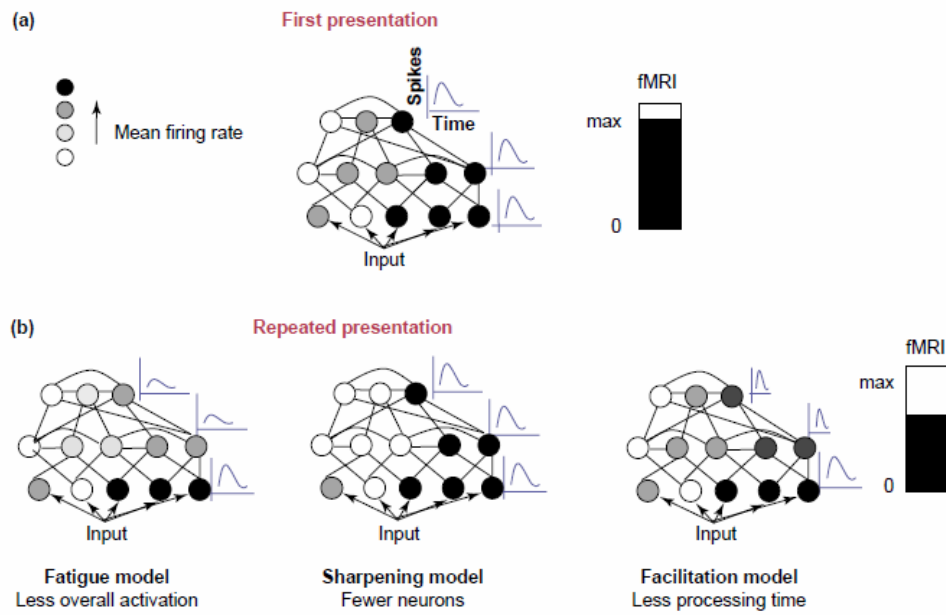 (a)
First presentation
Mean firing rate
Spikes
Time
fMRI
max
0
Input
(b)
Repeated presentation
fMRI
max
0
Input
Input
Input
Fatigue model
Less overall activation
Sharpening model
Fewer neurons
Facilitation model
Less processing time